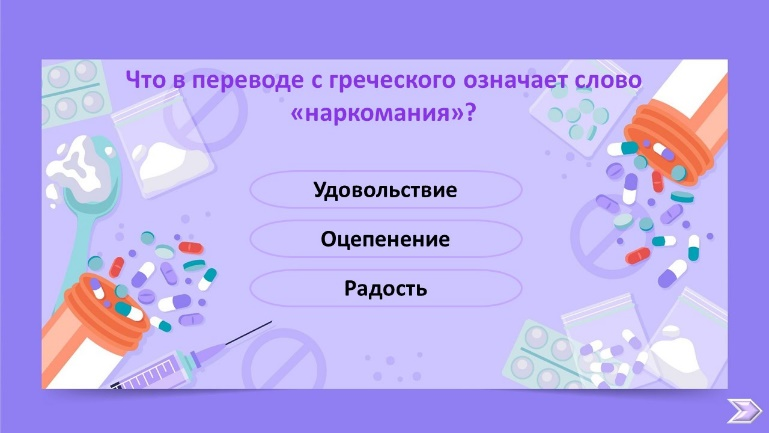 Что в переводе с греческого означает слово
«наркомания»?
Удовольствие
Оцепенение
Радость